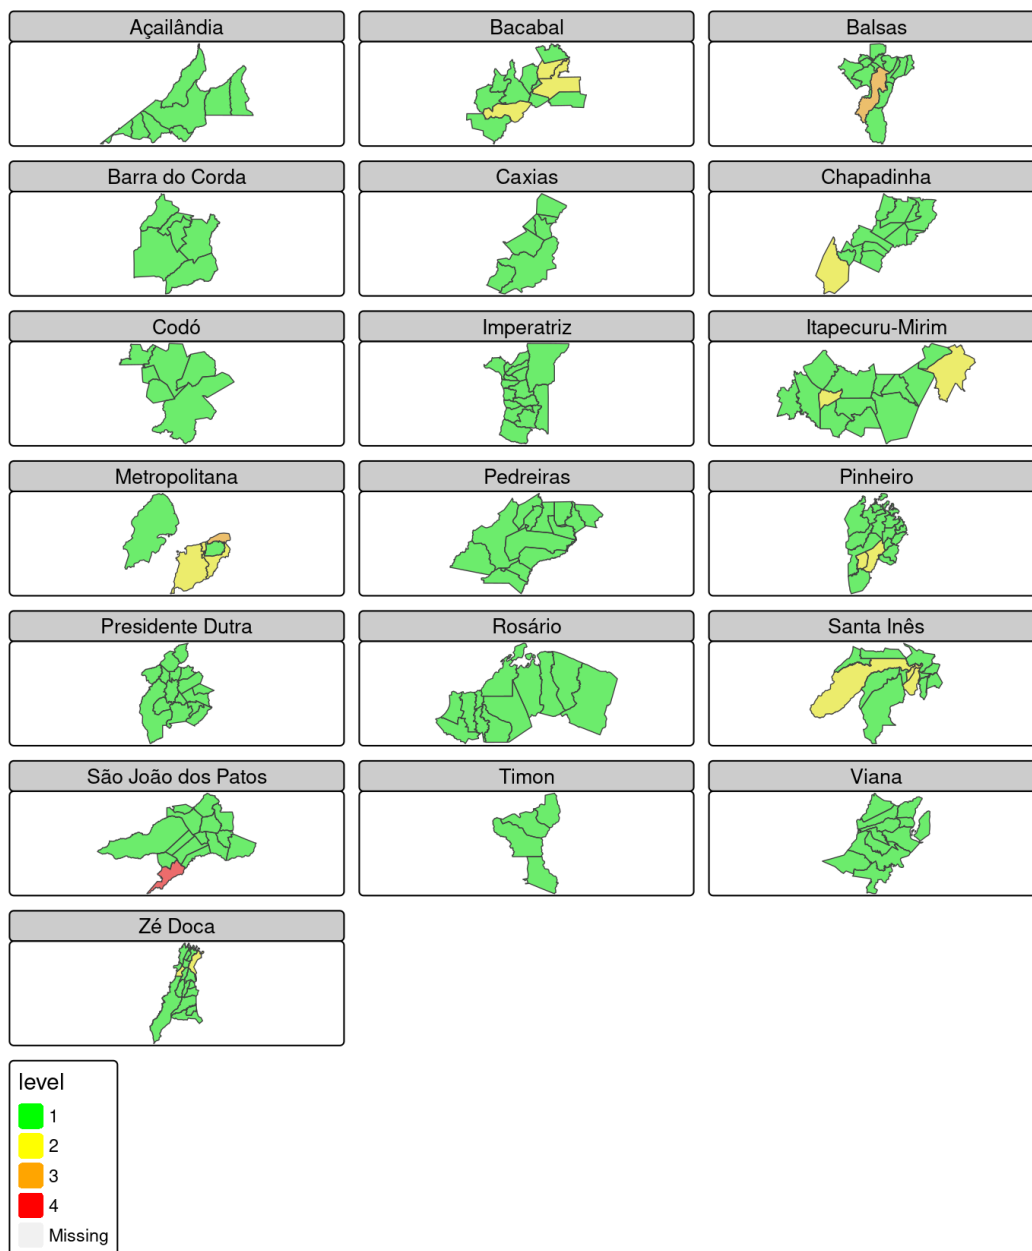 Açailândia
Bacabal
Balsas
Barra do Corda
Caxias
Chapadinha
Codó
Imperatriz
Itapecuru-Mirim
Metropolitana
Pedreiras
Pinheiro
Presidente Dutra
Rosário
Santa Inês
São João dos Patos
Timon
Viana
Zé Doca
level
1
2
3
4
Missing